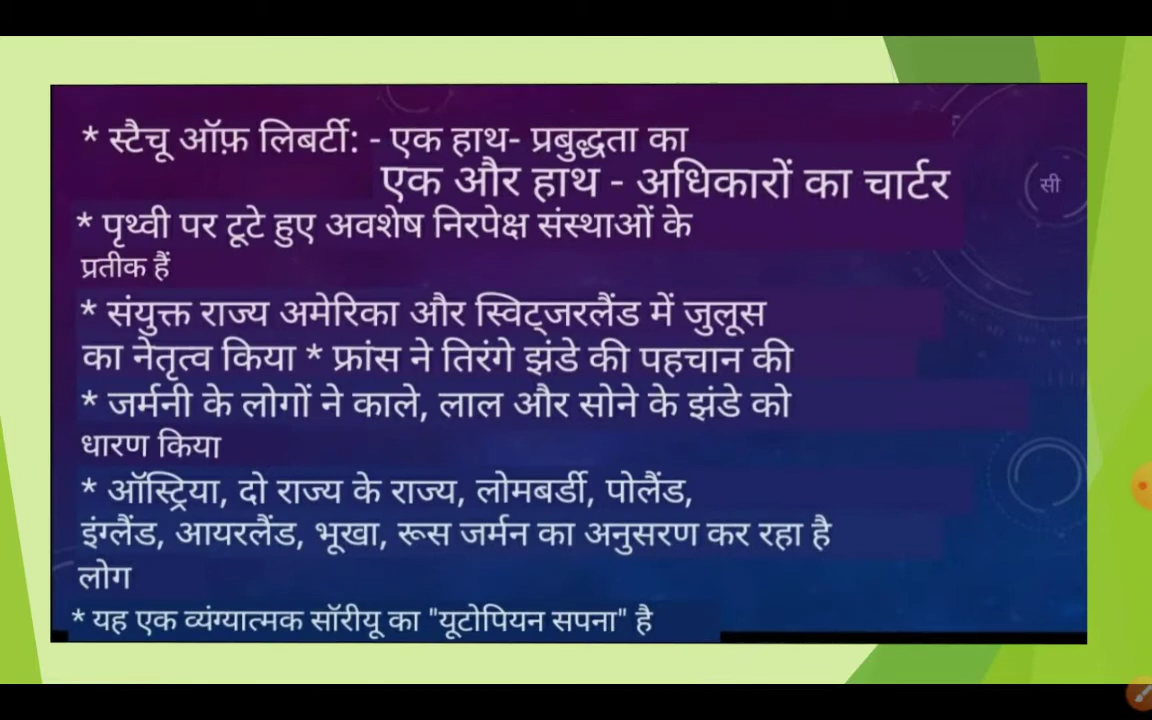 * स्टैचू ऑफ़ लिबर्टी: - एक हाथ- प्रबुद्धता का
एक और हाथ - अधिकारों का चार्टर
सी
* पृथ्वी पर टूटे हुए अवशेष निरपेक्ष संस्थाओं के
प्रतीक हैं
* संयुक्त राज्य अमेरिका और स्विट्जरलैंड में जुलूस
का नेतृत्व किया * फ्रांस ने तिरंगे झंडे की पहचान की
* जर्मनी के लोगों ने काले, लाल और सोने के झंडे को
धारण किया
* ऑस्ट्रिया, दो राज्य के राज्य, लोमबर्डी, पोलैंड,
इंग्लैंड, आयरलैंड, भूखा, रूस जर्मन का अनुसरण कर रहा है
लोग
* यह एक व्यंग्यात्मक सॉरीयू का "यूटोपियन सपना" है